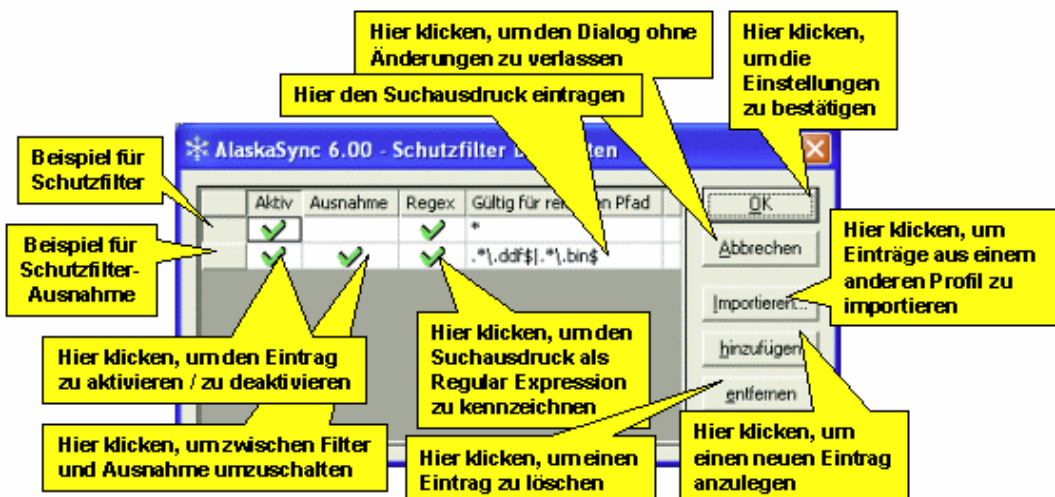 Hier klicken, um den Dialog ohne
Änderungen zu verlassen
Hier klicken,
um die
Einstellungen
zu bestätigen
Hier den Suchausdruck eintragen
AlaskaSync 6.00 - Schutzfilter
Beispiel für
Schutzfilter
Aktiv Ausnahme Regex Gültig für Pfad
*
.*\.ddf$|.*\.bin$
OK
Abbrechen
Importieren...
hinzufügen
entfernen
Beispiel für
Schutzfilter-
Ausnahme
Hier klicken, um
Einträge aus einem
anderen Profil zu
importieren
Hier klicken, um den Eintrag
zu aktivieren / zu deaktivieren
Hier klicken, um den
Suchausdruck als
Regular Expression
zu kennzeichnen
Hier klicken, um zwischen Filter
und Ausnahme umzuschalten
Hier klicken, um einen
Eintrag zu löschen
Hier klicken, um
einen neuen Eintrag
anzulegen